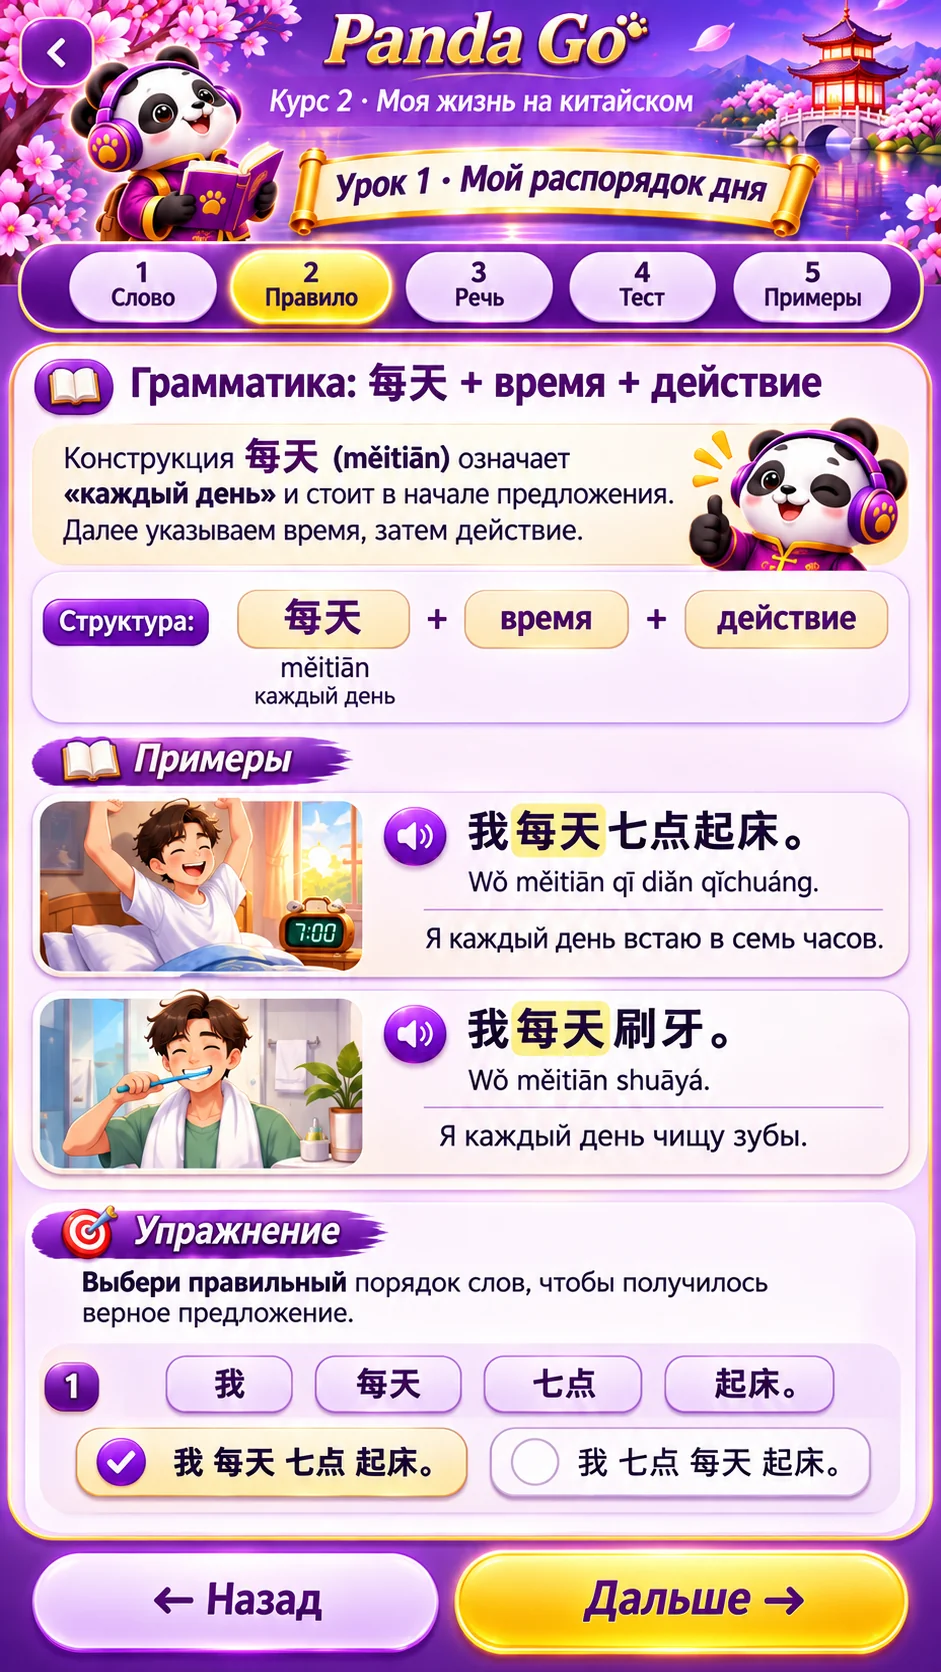 Panda Go
Курс 2 · Моя жизнь на китайском
Урок 1 · Мой распорядок дня
1 Слово
2 Правило
3 Речь
4 Тест
5 Примеры
Грамматика: 每天 + время + действие
Конструкция 每天 (měitiān) означает
«каждый день» и стоит в начале предложения.
Далее указываем время, затем действие.
Структура: 每天 + время + действие
měitiān
каждый день
Примеры
我每天七点起床。
Wǒ měitiān qī diǎn qǐchuáng.
7:00
Я каждый день встаю в семь часов.
我每天刷牙。
Wǒ měitiān shuāyá.
Я каждый день чищу зубы.
Упражнение
Выбери правильный порядок слов, чтобы получилось
верное предложение.
1 我 每天 七点 起床。
我 每天 七点 起床。
我 七点 每天 起床。
← Назад
Дальше →